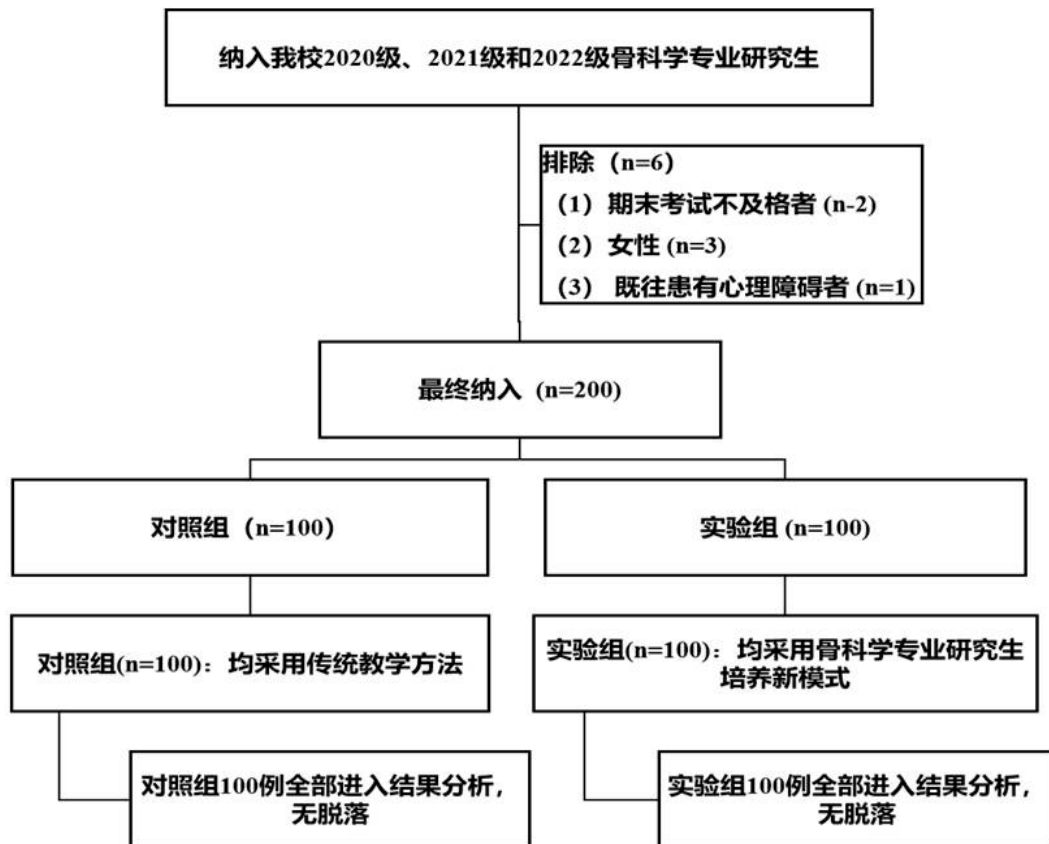 纳入我校2020级、2021级和2022级骨科学专业研究生
排除（n=6）
（1）期末考试不及格者 (n-2)
（2）女性 (n=3)
（3） 既往患有心理障碍者 (n=1)
最终纳入 (n=200)
对照组（n=100）
实验组 (n=100)
对照组(n=100)：均采用传统教学方法
实验组(n=100)：均采用骨科学专业研究生
培养新模式
对照组100例全部进入结果分析，
无脱落
实验组100例全部进入结果分析，
无脱落